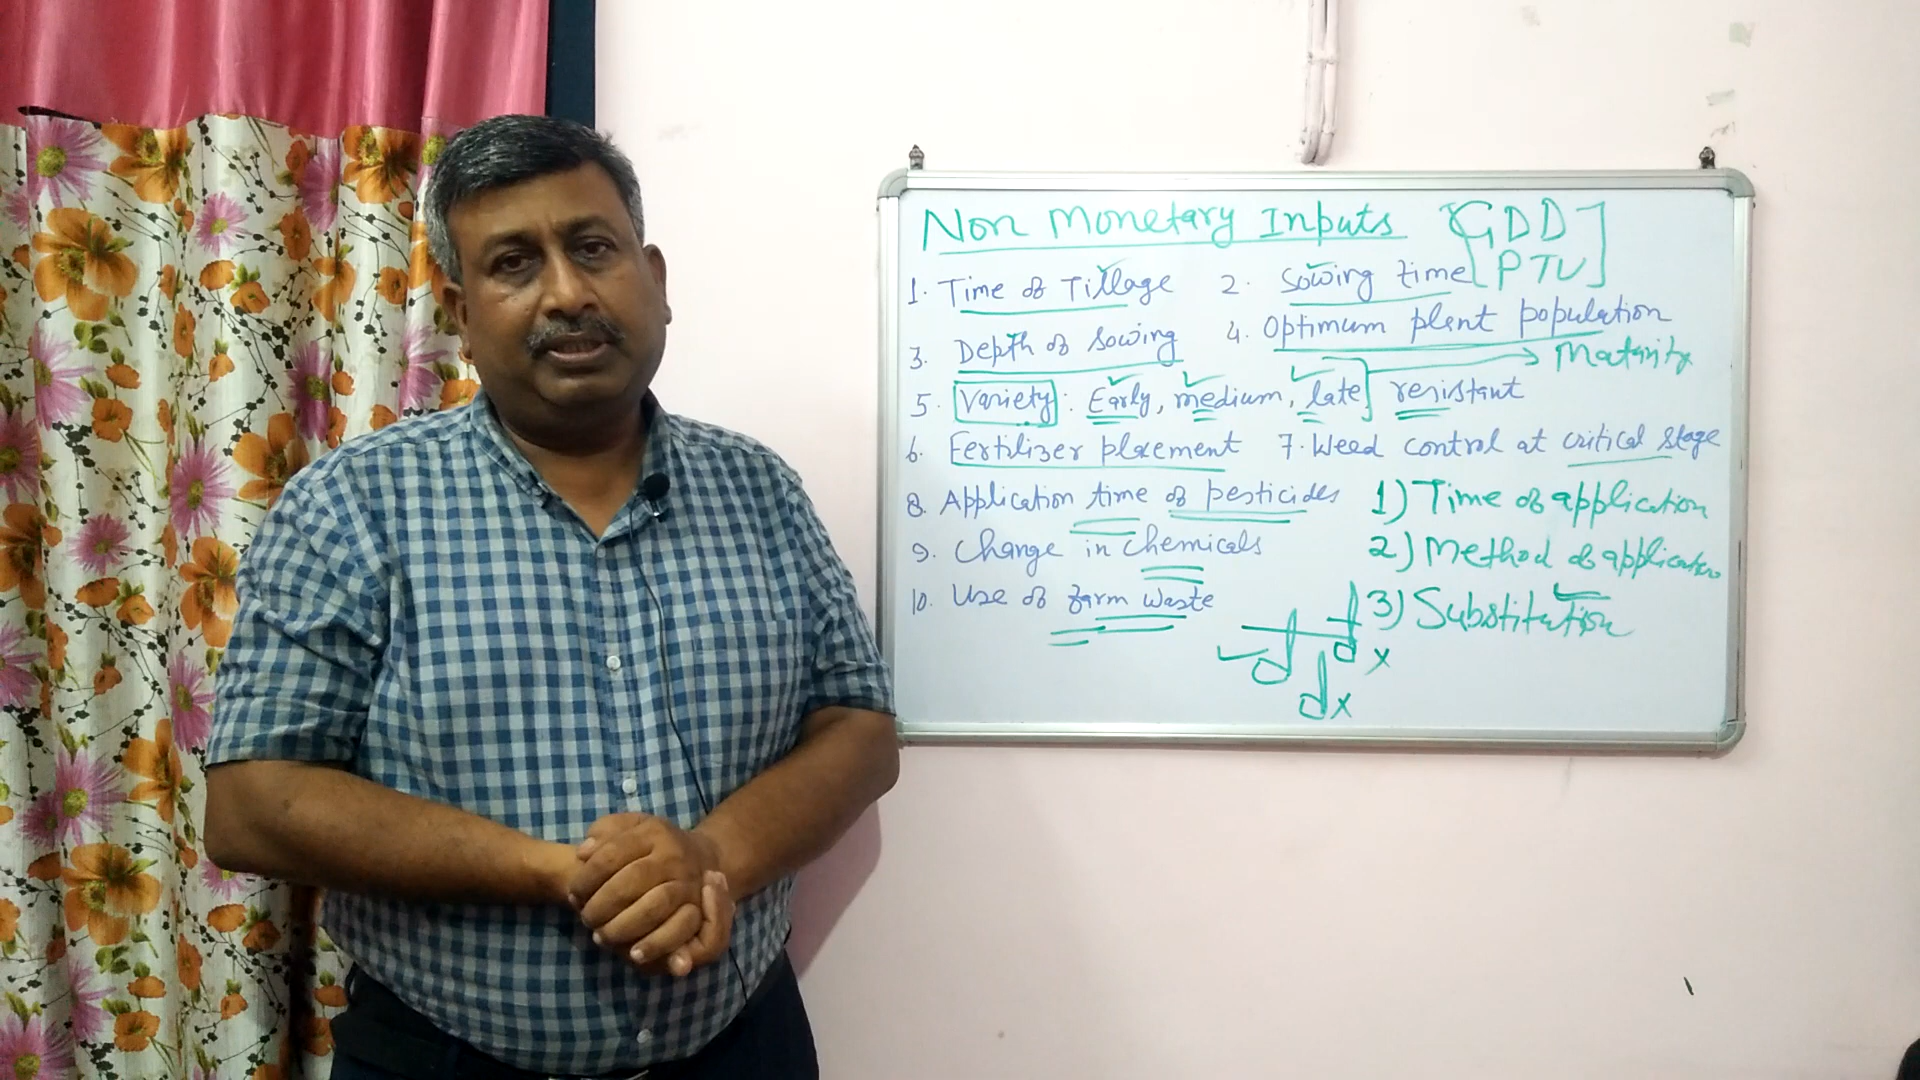 Non Monetary Inputs [GDD]
[PTU]
1. Time of Tillage 2. Sowing time
3. Depth of Sowing 4. Optimum plant population
→ Maturity
5. Variety : Early, medium, late] resistant
6. Fertilizer placement 7. Weed control at critical stage
8. Application time of pesticides 1) Time of application
9. Change in chemicals 2) Method of application
10. Use of farm waste 3) Substitution
d d x
d x